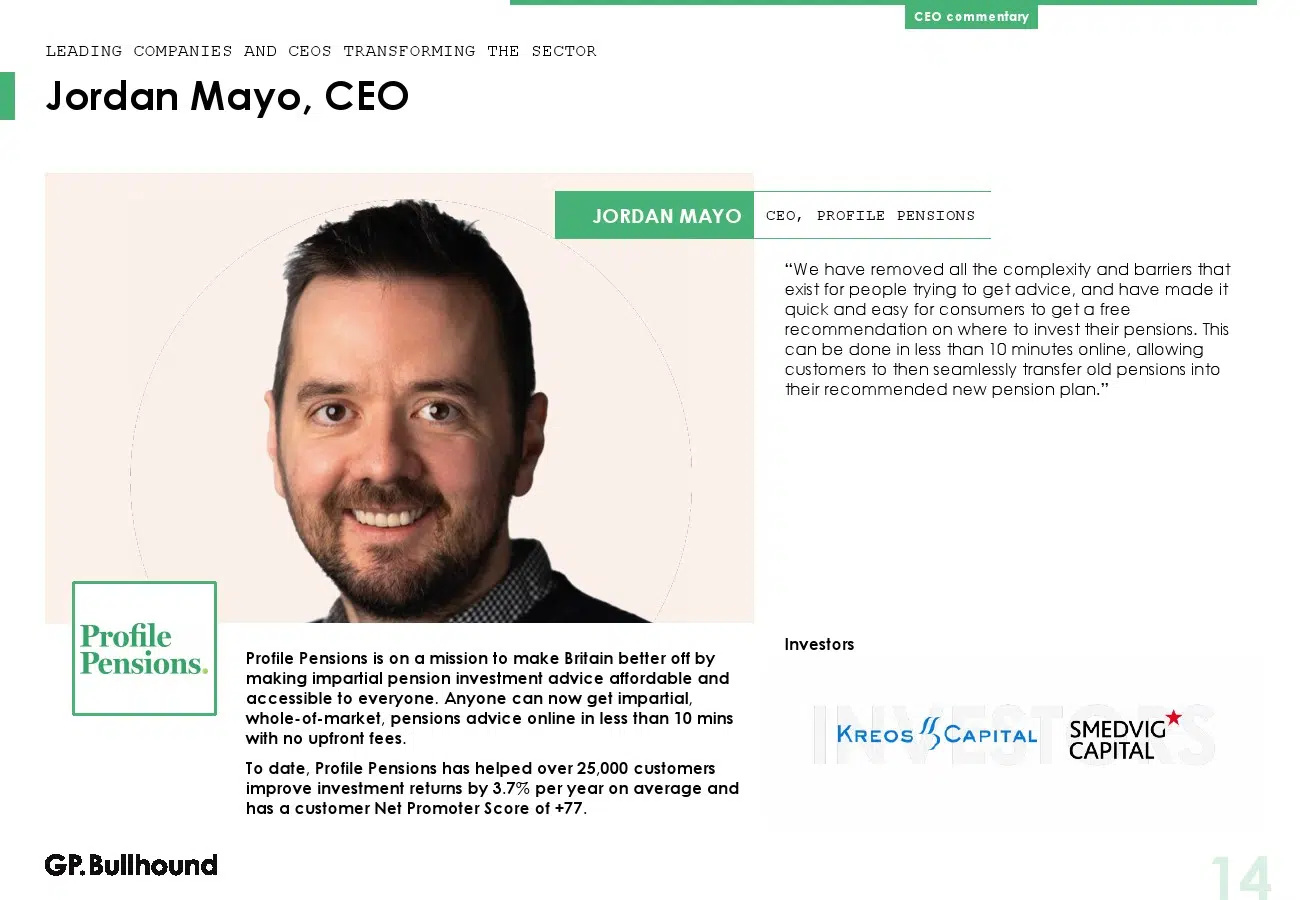 CEO commentary
LEADING COMPANIES AND CEOS TRANSFORMING THE SECTOR
Jordan Mayo, CEO
JORDAN MAYO
CEO, PROFILE PENSIONS
“We have removed all the complexity and barriers that
exist for people trying to get advice, and have made it
quick and easy for consumers to get a free
recommendation on where to invest their pensions. This
can be done in less than 10 minutes online, allowing
customers to then seamlessly transfer old pensions into
their recommended new pension plan.”
Profile
Pensions.
Profile Pensions is on a mission to make Britain better off by
making impartial pension investment advice affordable and
accessible to everyone. Anyone can now get impartial,
whole-of-market, pensions advice online in less than 10 mins
with no upfront fees.
To date, Profile Pensions has helped over 25,000 customers
improve investment returns by 3.7% per year on average and
has a customer Net Promoter Score of +77.
Investors
INVESTORS
KREOS CAPITAL
SMEDVIG
CAPITAL
GP.Bullhound
14